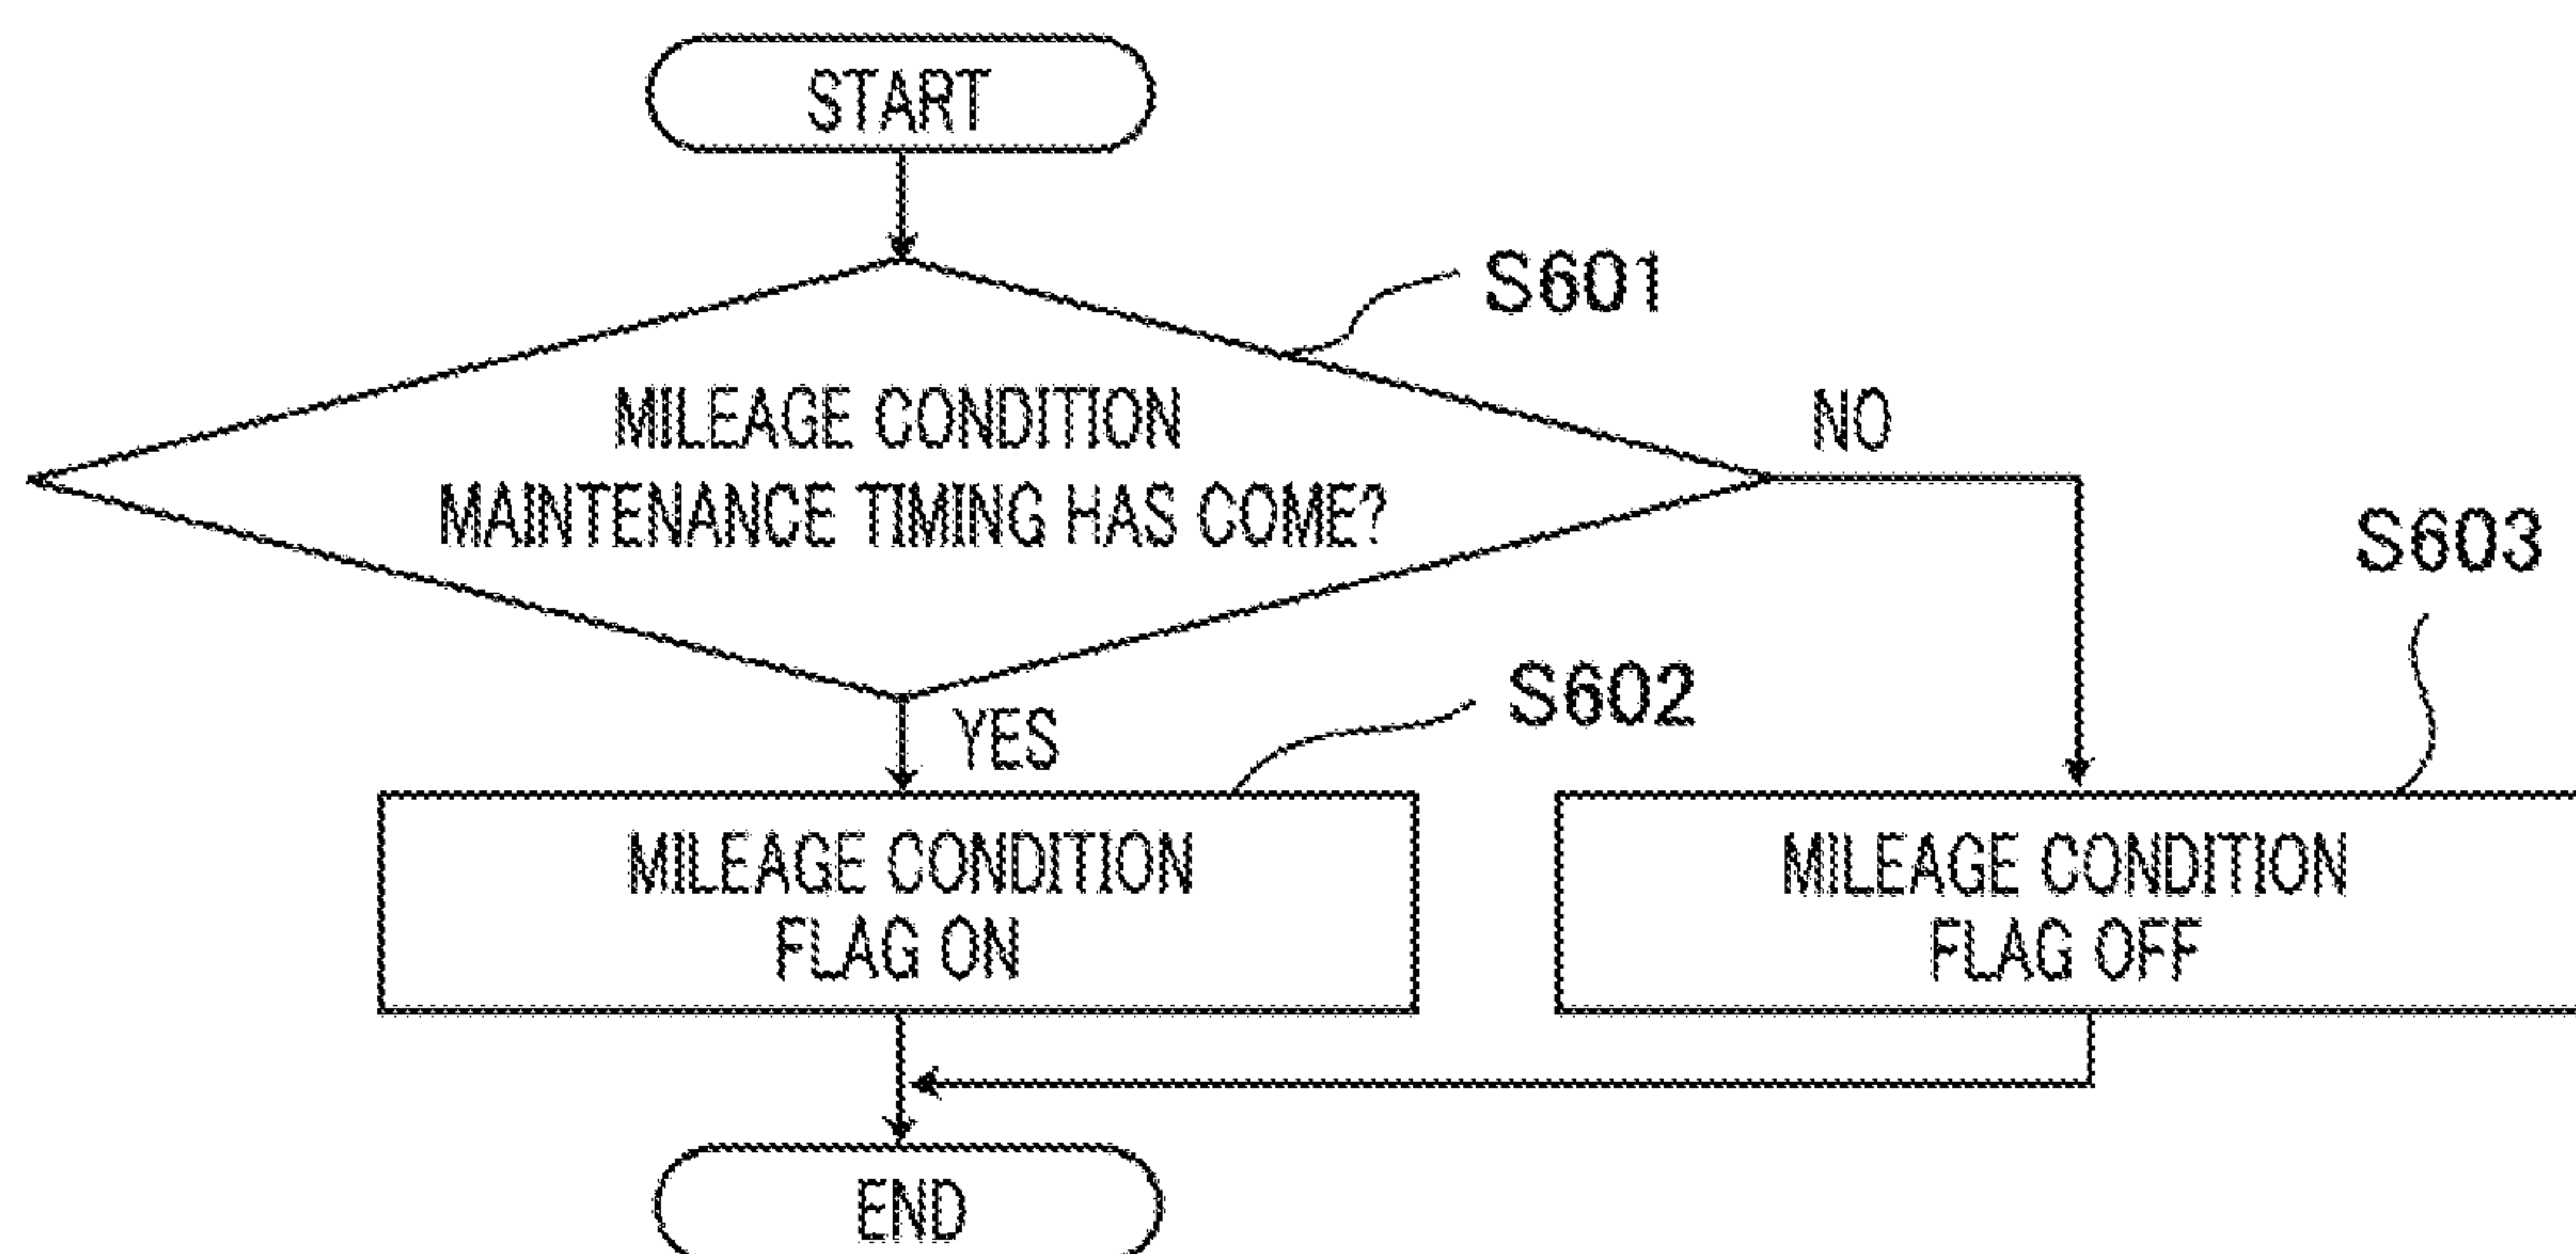 START
S601
MILEAGE CONDITION
MAINTENANCE TIMING HAS COME?
NO
S603
S602
YES
MILEAGE CONDITION
FLAG ON
MILEAGE CONDITION
FLAG OFF
END